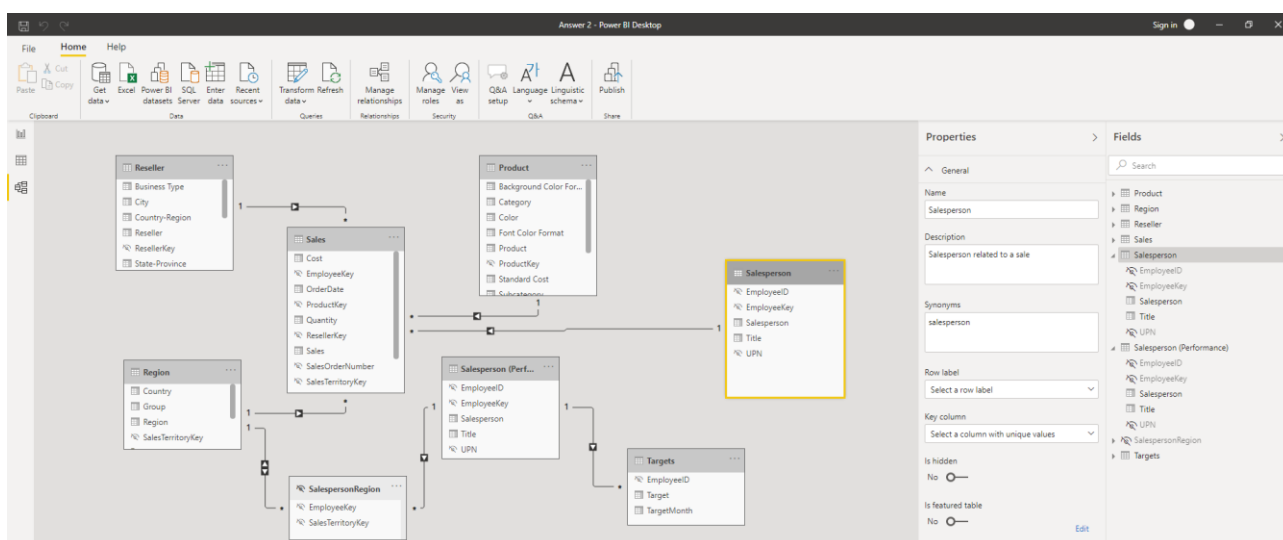 Answer 2 - Power BI Desktop
Sign in
File
Home
Help
Paste
Cut
Copy
Get data
Excel
Power BI datasets
SQL Server
Enter data
Recent sources
Transform data
Refresh
Manage relationships
Manage roles
View as
Q&A setup
Language
Linguistic schema
Publish
Clipboard
Data
Queries
Relationships
Security
Q&A
Share
Reseller
Business Type
City
Country-Region
Reseller
ResellerKey
State-Province
1
*
Sales
Cost
EmployeeKey
OrderDate
ProductKey
Quantity
ResellerKey
Sales
SalesOrderNumber
SalesTerritoryKey
*
*
*
Product
Background Color For...
Category
Color
Font Color Format
Product
ProductKey
Standard Cost
Subcategory
1
Salesperson
EmployeeID
EmployeeKey
Salesperson
Title
UPN
1
Region
Country
Group
Region
SalesTerritoryKey
1
1
Salesperson (Perf...
EmployeeID
EmployeeKey
Salesperson
Title
UPN
1
1
SalespersonRegion
EmployeeKey
SalesTerritoryKey
*
*
Targets
EmployeeID
Target
TargetMonth
*
Properties
General
Name
Salesperson
Description
Salesperson related to a sale
Synonyms
salesperson
Row label
Select a row label
Key column
Select a column with unique values
Is hidden
No
Is featured table
No
Edit
Fields
Search
Product
Region
Reseller
Sales
Salesperson
EmployeeID
EmployeeKey
Salesperson
Title
UPN
Salesperson (Performance)
EmployeeID
EmployeeKey
Salesperson
Title
UPN
SalespersonRegion
Targets